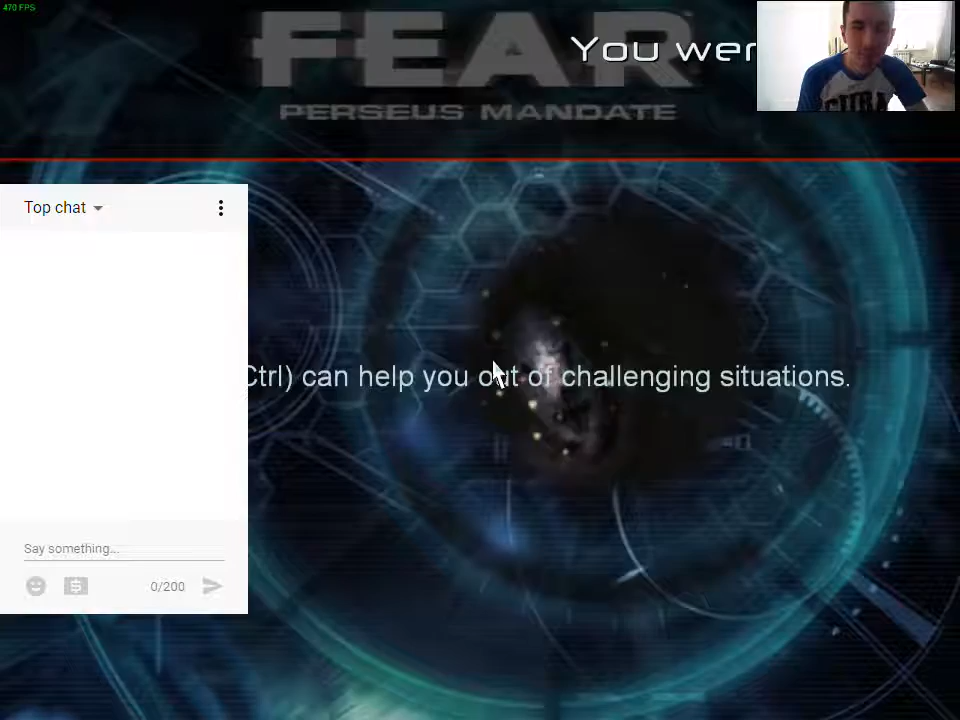 470 FPS
FEAR
PERSEUS MANDATE
You wer
Top chat
Ctrl) can help you out of challenging situations.
Say something...
0/200
CUBA